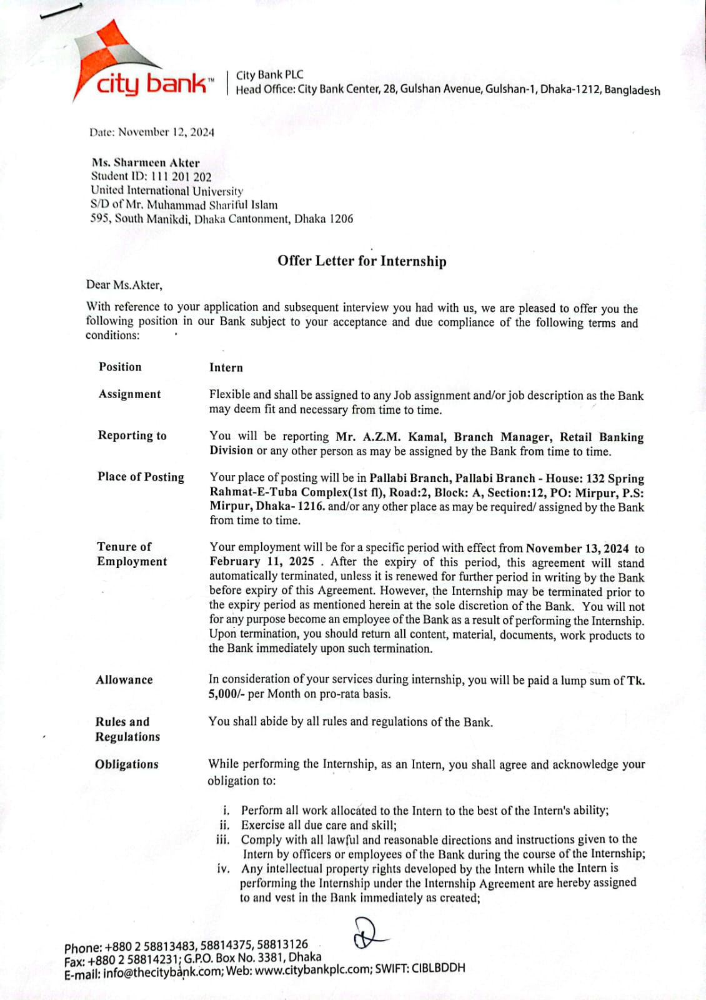 city bank™
City Bank PLC
Head Office: City Bank Center, 28, Gulshan Avenue, Gulshan-1, Dhaka-1212, Bangladesh
Date: November 12, 2024
Ms. Sharmeen Akter
Student ID: 111 201 202
United International University
S/D of Mr. Muhammad Shariful Islam
595, South Manikdi, Dhaka Cantonment, Dhaka 1206
Offer Letter for Internship
Dear Ms.Akter,
With reference to your application and subsequent interview you had with us, we are pleased to offer you the
following position in our Bank subject to your acceptance and due compliance of the following terms and
conditions:
Position Intern
Assignment Flexible and shall be assigned to any Job assignment and/or job description as the Bank
may deem fit and necessary from time to time.
Reporting to You will be reporting Mr. A.Z.M. Kamal, Branch Manager, Retail Banking
Division or any other person as may be assigned by the Bank from time to time.
Place of Posting Your place of posting will be in Pallabi Branch, Pallabi Branch - House: 132 Spring
Rahmat-E-Tuba Complex(1st fl), Road:2, Block: A, Section:12, PO: Mirpur, P.S:
Mirpur, Dhaka- 1216. and/or any other place as may be required/ assigned by the Bank
from time to time.
Tenure of Your employment will be for a specific period with effect from November 13, 2024 to
Employment February 11, 2025 . After the expiry of this period, this agreement will stand
automatically terminated, unless it is renewed for further period in writing by the Bank
before expiry of this Agreement. However, the Internship may be terminated prior to
the expiry period as mentioned herein at the sole discretion of the Bank. You will not
for any purpose become an employee of the Bank as a result of performing the Internship.
Upon termination, you should return all content, material, documents, work products to
the Bank immediately upon such termination.
Allowance In consideration of your services during internship, you will be paid a lump sum of Tk.
5,000/- per Month on pro-rata basis.
Rules and You shall abide by all rules and regulations of the Bank.
Regulations
Obligations While performing the Internship, as an Intern, you shall agree and acknowledge your
obligation to:
i. Perform all work allocated to the Intern to the best of the Intern's ability;
ii. Exercise all due care and skill;
iii. Comply with all lawful and reasonable directions and instructions given to the
Intern by officers or employees of the Bank during the course of the Internship;
iv. Any intellectual property rights developed by the Intern while the Intern is
performing the Internship under the Internship Agreement are hereby assigned
to and vest in the Bank immediately as created;
Phone: +880 2 58813483, 58814375, 58813126
Fax: +880 2 58814231; G.P.O. Box No. 3381, Dhaka
E-mail: info@thecitybank.com; Web: www.citybankplc.com; SWIFT: CIBLBDDH